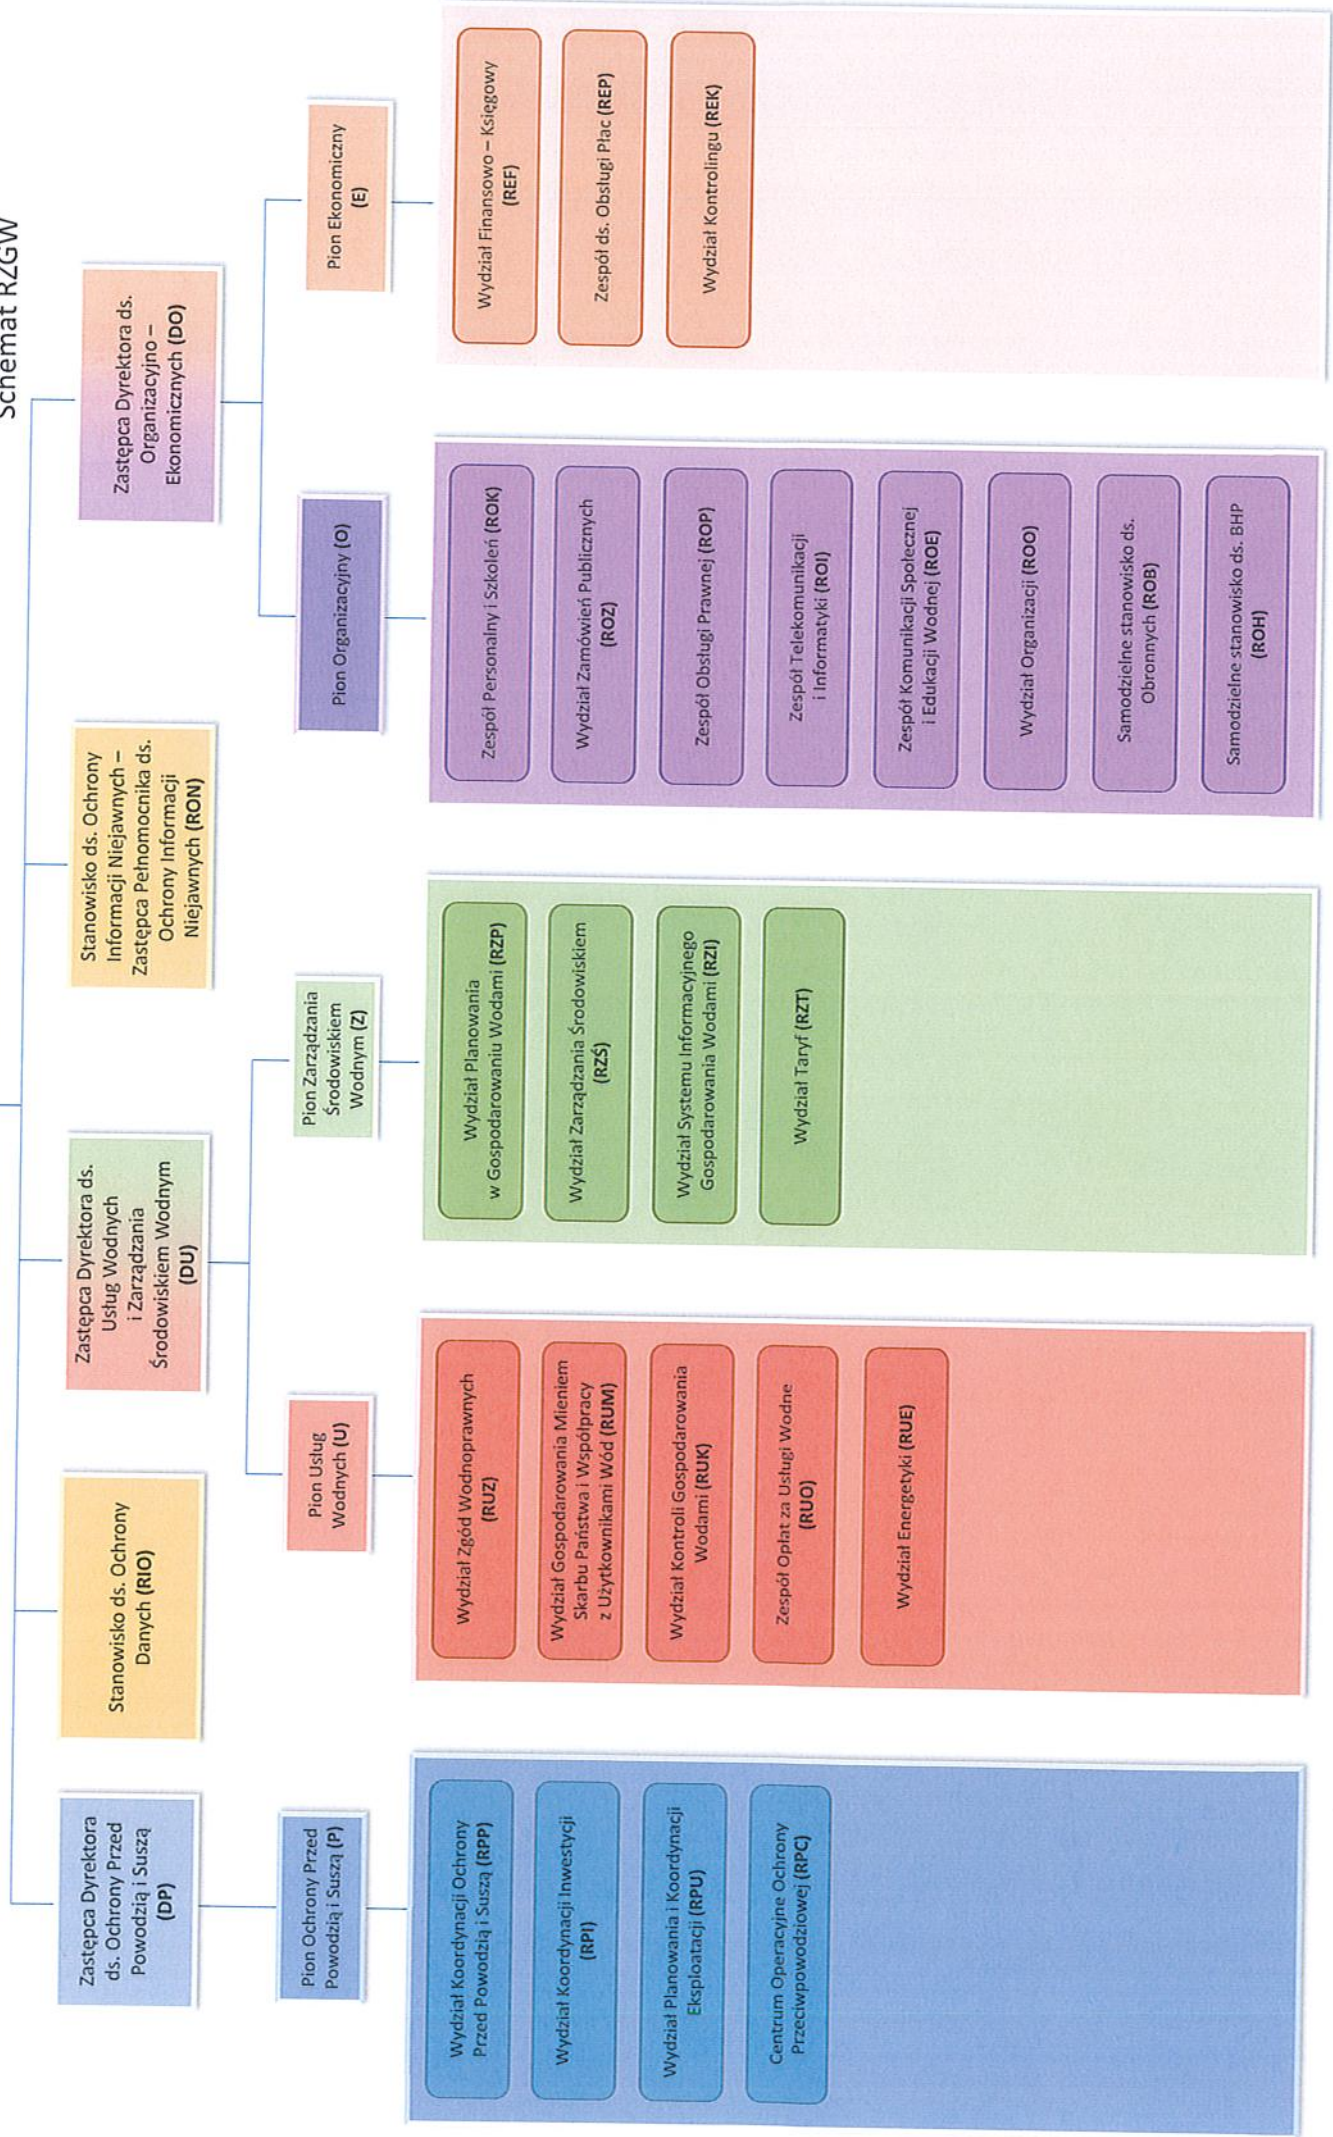 Schemat RZGW
Zastępca Dyrektora
ds. Ochrony Przed
Powodzią i Suszą
(DP)
Stanowisko ds. Ochrony
Danych (RIO)
Zastępca Dyrektora ds.
Usług Wodnych
i Zarządzania
Środowiskiem Wodnym
(DU)
Stanowisko ds. Ochrony
Informacji Niejawnych –
Zastępca Pełnomocnika ds.
Ochrony Informacji
Niejawnych (RON)
Zastępca Dyrektora ds.
Organizacyjno –
Ekonomicznych (DO)
Pion Ochrony Przed
Powodzią i Suszą (P)
Pion Usług
Wodnych (U)
Pion Zarządzania
Środowiskiem
Wodnym (Z)
Pion Organizacyjny (O)
Pion Ekonomiczny
(E)
Wydział Koordynacji Ochrony
Przed Powodzią i Suszą (RPP)
Wydział Koordynacji Inwestycji
(RPI)
Wydział Planowania i Koordynacji
Eksploatacji (RPU)
Centrum Operacyjne Ochrony
Przeciwpowodziowej (RPC)
Wydział Zgód Wodnoprawnych
(RUZ)
Wydział Gospodarowania Mieniem
Skarbu Państwa i Współpracy
z Użytkownikami Wód (RUM)
Wydział Kontroli Gospodarowania
Wodami (RUK)
Zespół Opłat za Usługi Wodne
(RUO)
Wydział Energetyki (RUE)
Wydział Planowania
w Gospodarowaniu Wodami (RZP)
Wydział Zarządzania Środowiskiem
(RZŚ)
Wydział Systemu Informacyjnego
Gospodarowania Wodami (RZI)
Wydział Taryf (RZT)
Zespół Personalny i Szkoleń (ROK)
Wydział Zamówień Publicznych
(ROZ)
Zespół Obsługi Prawnej (ROP)
Zespół Telekomunikacji
i Informatyki (ROI)
Zespół Komunikacji Społecznej
i Edukacji Wodnej (ROE)
Wydział Organizacji (ROO)
Samodzielne stanowisko ds.
Obronnych (ROB)
Samodzielne stanowisko ds. BHP
(ROH)
Wydział Finansowo – Księgowy
(REF)
Zespół ds. Obsługi Płac (REP)
Wydział Kontrolingu (REK)